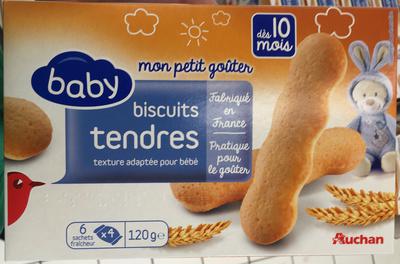 dès 10
mois
mon petit goûter
baby
biscuits
tendres
texture adaptée pour bébé
Fabriqué
en
France
Pratique
pour
le goûter
6
sachets
fraîcheur
x4
120g e
Auchan